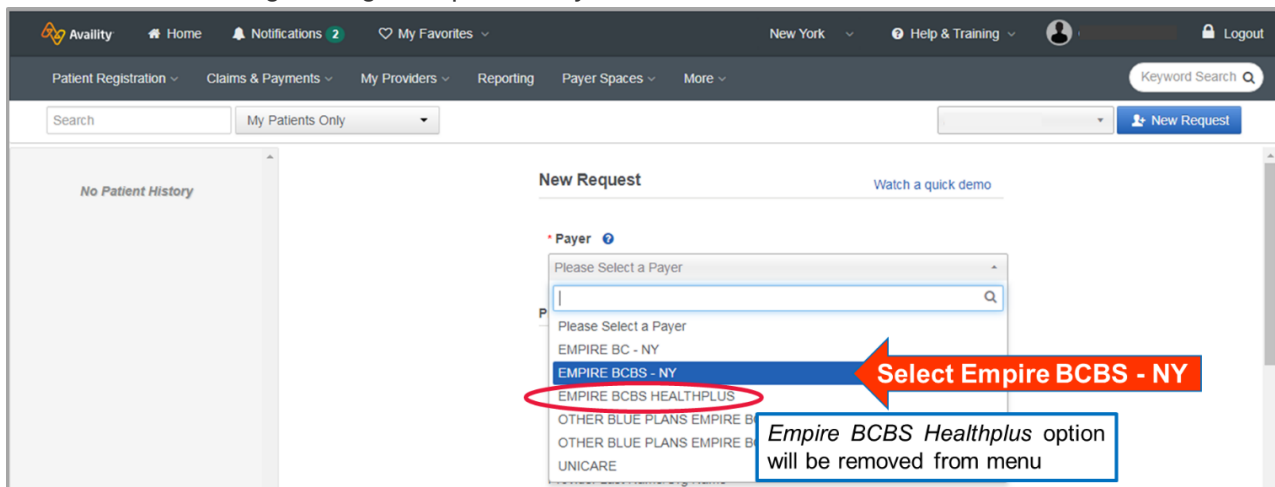 Availity Home Notifications 2 My Favorites New York Help & Training Logout
Patient Registration Claims & Payments My Providers Reporting Payer Spaces More Keyword Search
Search My Patients Only New Request
No Patient History
New Request Watch a quick demo
* Payer
Please Select a Payer
Please Select a Payer
EMPIRE BC - NY
EMPIRE BCBS - NY
Select Empire BCBS - NY
EMPIRE BCBS HEALTHPLUS
OTHER BLUE PLANS EMPIRE
OTHER BLUE PLANS EMPIRE
UNICARE
Empire BCBS Healthplus option
will be removed from menu